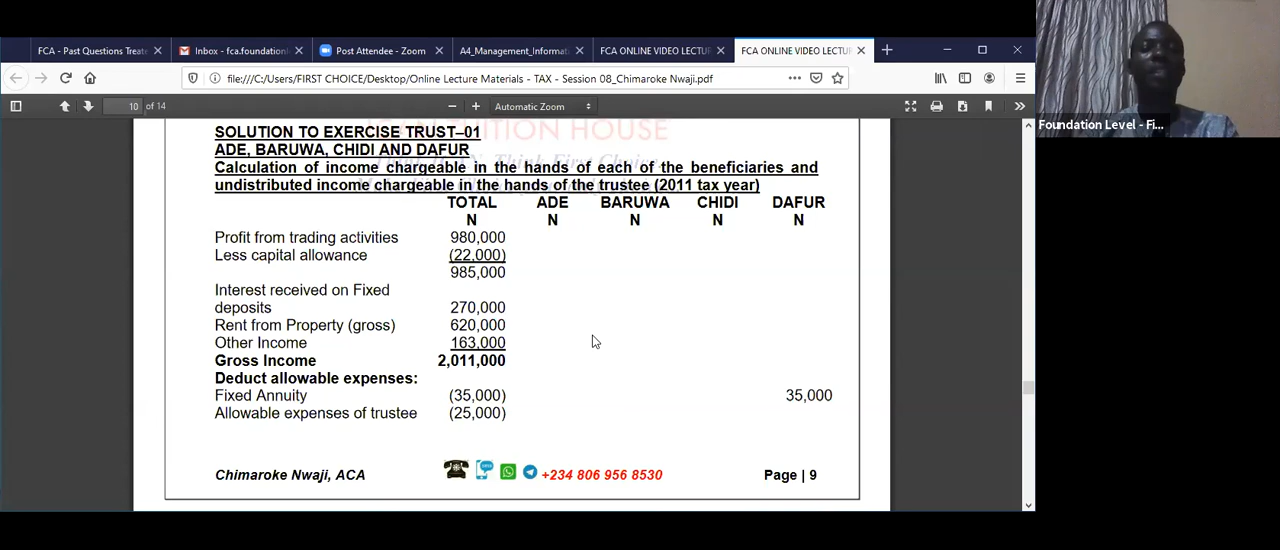 FCA - Past Questions Treate
Inbox - fca.foundation
Post Attendee - Zoom
A4_Management_Informati
FCA ONLINE VIDEO LECTUR
FCA ONLINE VIDEO LECTUR
file:///C:/Users/FIRST CHOICE/Desktop/Online Lecture Materials - TAX - Session 08_Chimaroke Nwaji.pdf
10 of 14
Automatic Zoom
Foundation Level - Fi...
TUITION HOUSE
SOLUTION TO EXERCISE TRUST–01
ADE, BARUWA, CHIDI AND DAFUR
Calculation of income chargeable in the hands of each of the beneficiaries and
undistributed income chargeable in the hands of the trustee (2011 tax year)
TOTAL ADE BARUWA CHIDI DAFUR
N N N N N
Profit from trading activities 980,000
Less capital allowance (22,000)
985,000
Interest received on Fixed
deposits 270,000
Rent from Property (gross) 620,000
Other Income 163,000
Gross Income 2,011,000
Deduct allowable expenses:
Fixed Annuity (35,000) 35,000
Allowable expenses of trustee (25,000)
Chimaroke Nwaji, ACA +234 806 956 8530 Page | 9